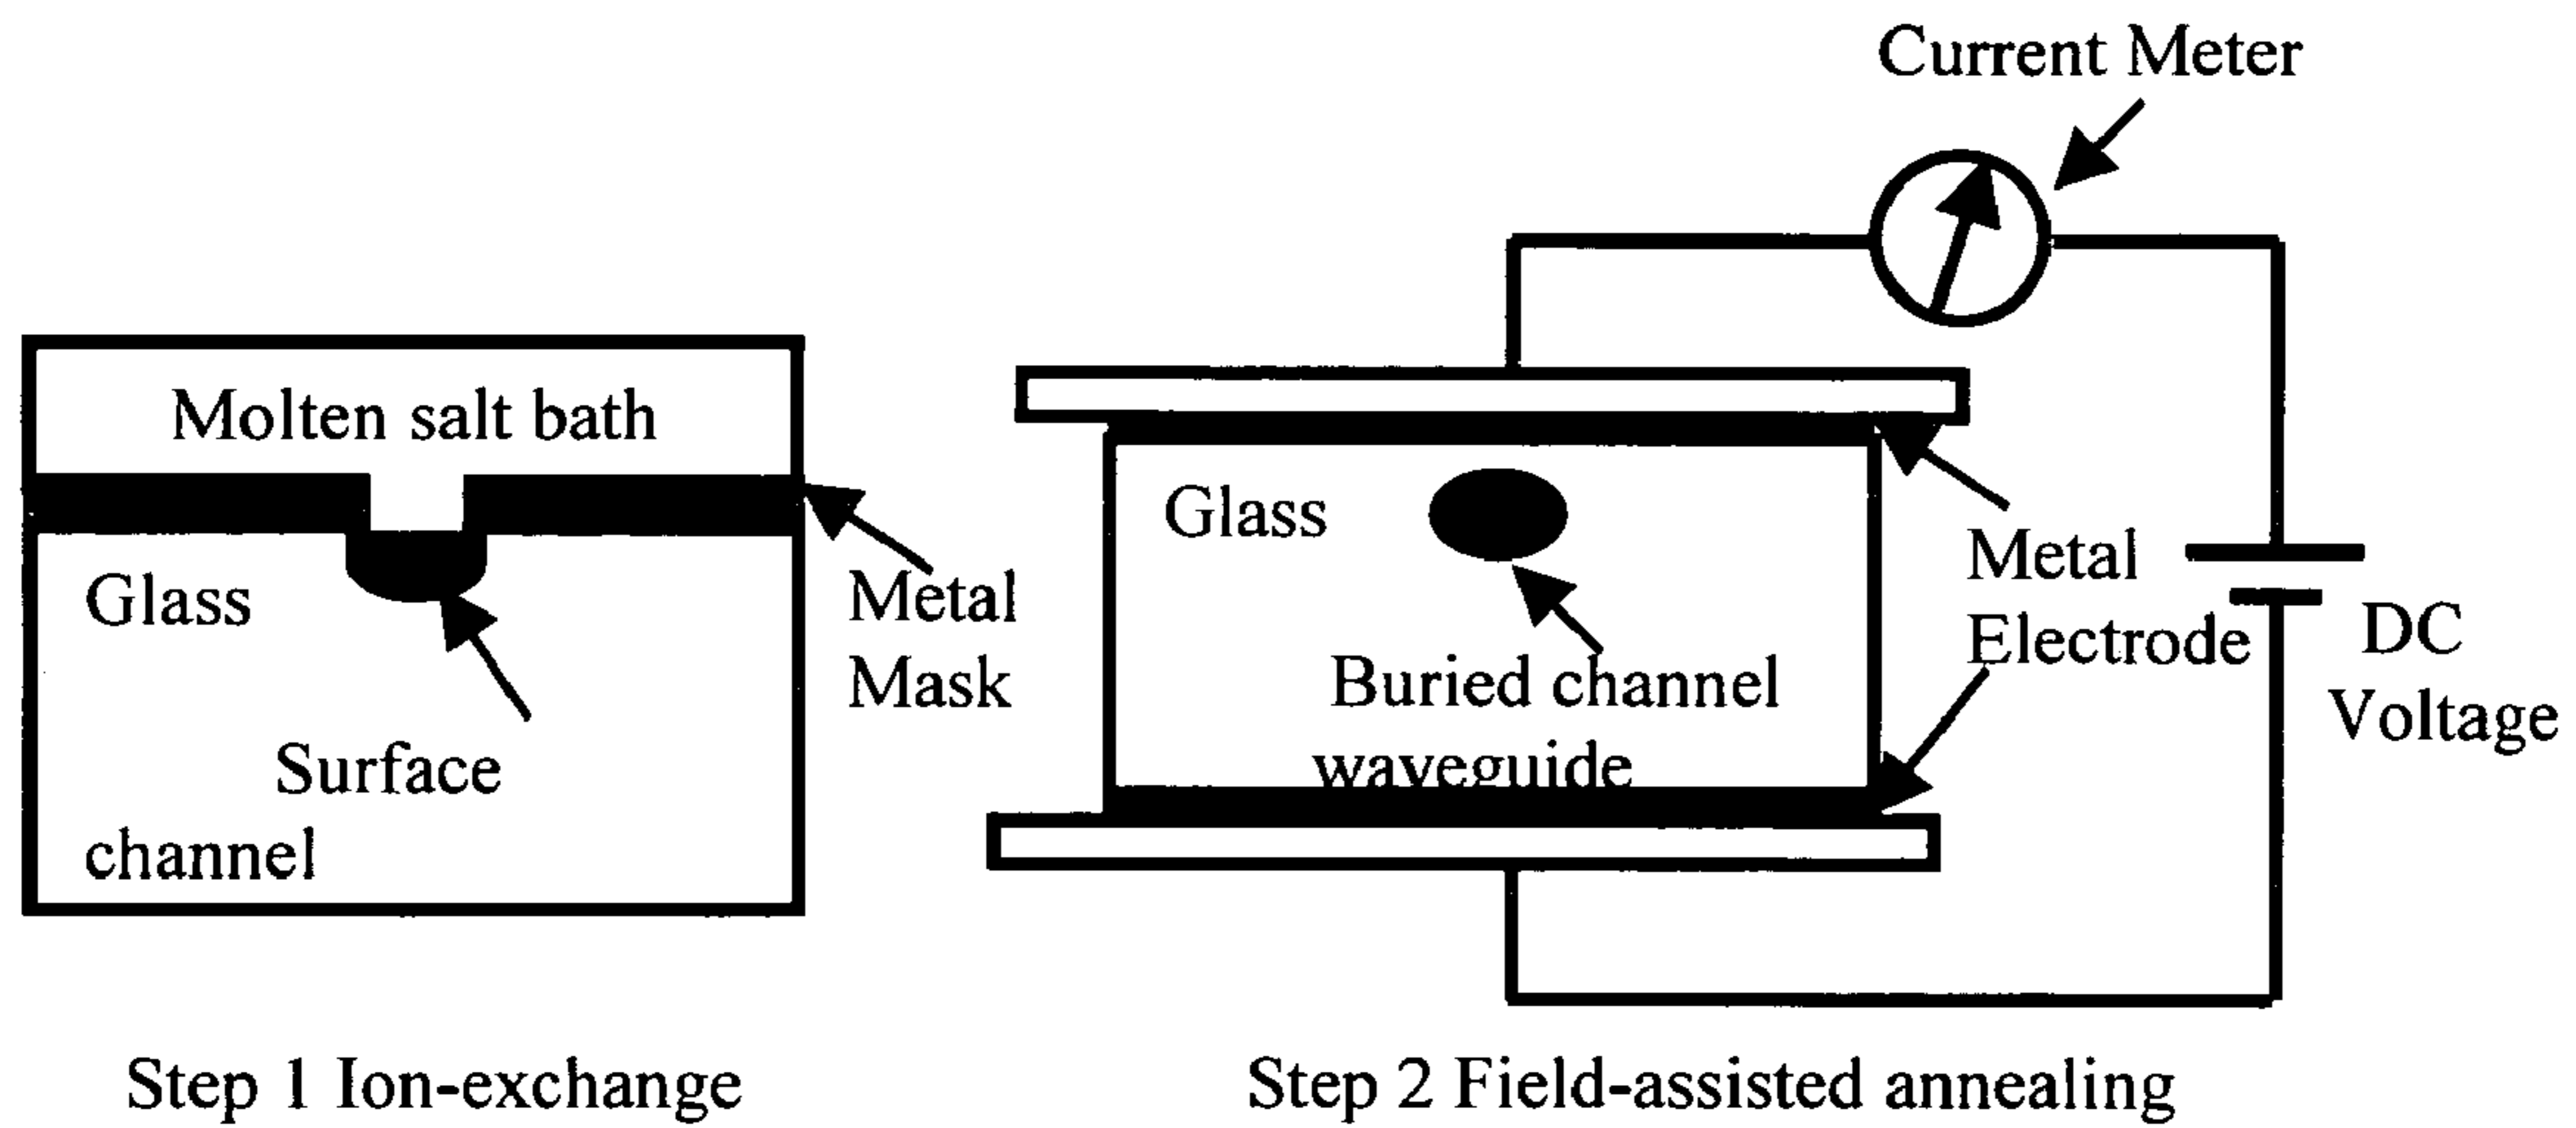 Current Meter
Molten salt bath
Glass
Metal
Mask
Surface
channel
Glass
Buried channel
waveguide
Metal
Electrode
DC
Voltage
Step 1 Ion-exchange
Step 2 Field-assisted annealing